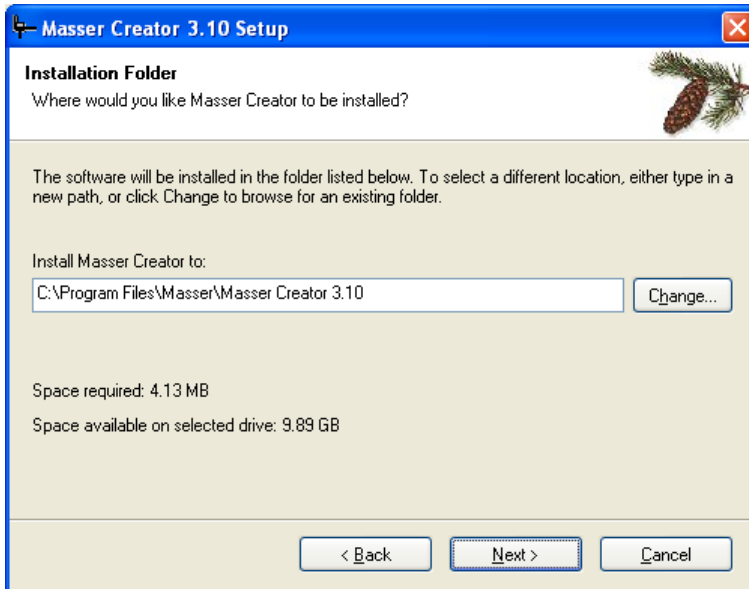 Masser Creator 3.10 Setup
Installation Folder
Where would you like Masser Creator to be installed?
The software will be installed in the folder listed below. To select a different location, either type in a
new path, or click Change to browse for an existing folder.
Install Masser Creator to:
C:\Program Files\Masser\Masser Creator 3.10
Change...
Space required: 4.13 MB
Space available on selected drive: 9.89 GB
< Back
Next >
Cancel